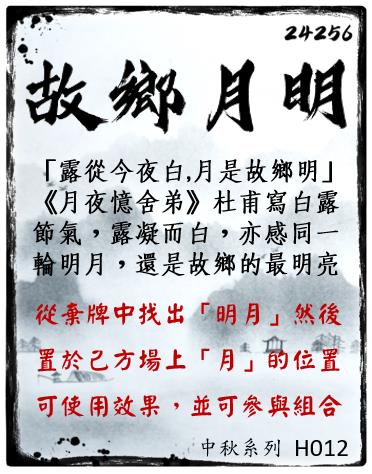 24256
故鄉月明
「露從今夜白,月是故鄉明」
《月夜憶舍弟》杜甫寫白露
節氣，露凝而白，亦感同一
輪明月，還是故鄉的最明亮
從棄牌中找出「明月」然後
置於己方場上「月」的位置
可使用效果，並可參與組合
中秋系列 H012